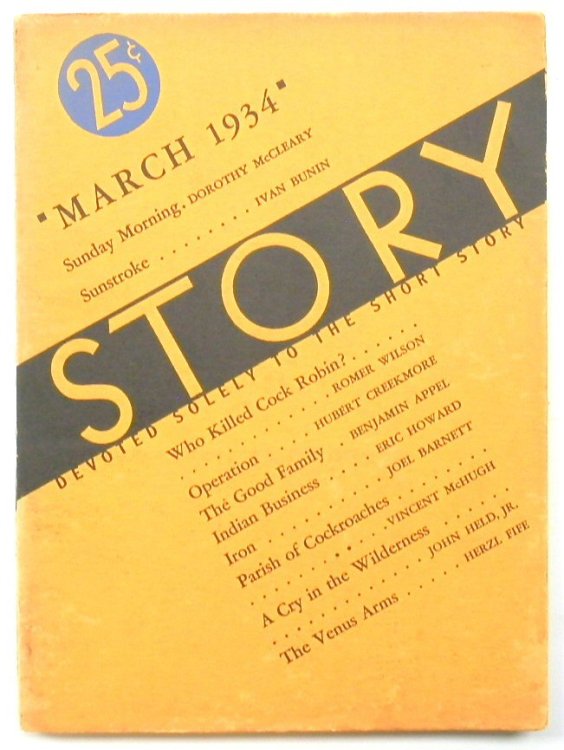 25¢
"MARCH 1934"
Sunday Morning, DOROTHY McCLEARY
Sunstroke . . . . . . . . . IVAN BUNIN
STORY
DEVOTED SOLELY TO THE SHORT STORY
Who Killed Cock Robin? . . . . . .
. . . . . . . . . . . . ROMER WILSON
Operation . . . . HUBERT CREEKMORE
The Good Family . BENJAMIN APPEL
Indian Business . . . . ERIC HOWARD
Iron . . . . . . . . . . . JOEL BARNETT
Parish of Cockroaches . . . . . . . .
. . . . . . . . . . . VINCENT McHUGH
A Cry in the Wilderness . . . . . .
. . . . . . . . . . . . JOHN HELD, JR.
The Venus Arms . . . . . HERZL FIFE